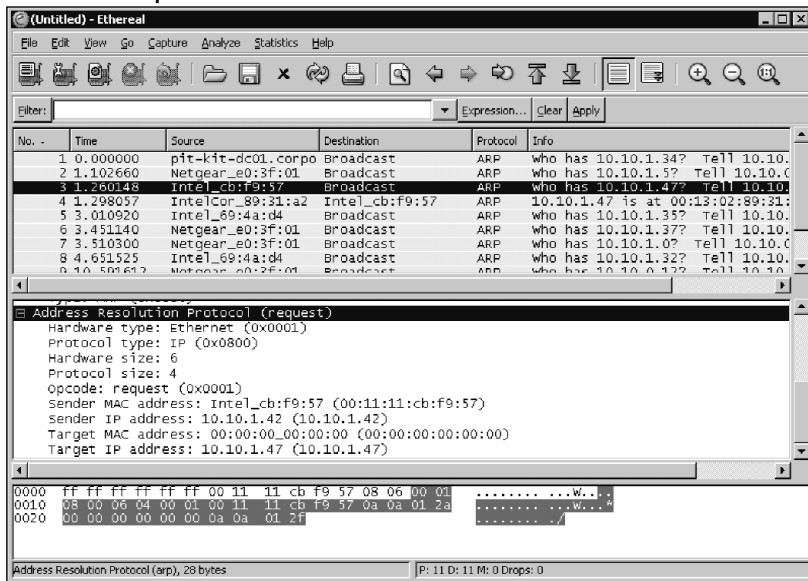 (Untitled) - Ethereal
File Edit View Go Capture Analyze Statistics Help
Filter: Expression... Clear Apply
No. - Time Source Destination Protocol Info
1 0.000000 pit-kit-dc01.corpo Broadcast ARP who has 10.10.1.34? Tell 10.10.
2 1.102660 Netgear_e0:3f:01 Broadcast ARP who has 10.10.1.5? Tell 10.10.
3 1.260148 Intel_cb:f9:57 Broadcast ARP who has 10.10.1.47? Tell 10.10.
4 1.298057 IntelCor_89:31:a2 Intel_cb:f9:57 ARP 10.10.1.47 is at 00:13:02:89:31:
5 3.010920 Intel_69:4a:d4 Broadcast ARP who has 10.10.1.35? Tell 10.10.
6 3.451140 Netgear_e0:3f:01 Broadcast ARP who has 10.10.1.37? Tell 10.10.
7 3.510300 Netgear_e0:3f:01 Broadcast ARP who has 10.10.1.0? Tell 10.10.
8 4.651525 Intel_69:4a:d4 Broadcast ARP who has 10.10.1.32? Tell 10.10.
Address Resolution Protocol (request)
Hardware type: Ethernet (0x0001)
Protocol type: IP (0x0800)
Hardware size: 6
Protocol size: 4
Opcode: request (0x0001)
Sender MAC address: Intel_cb:f9:57 (00:11:11:cb:f9:57)
Sender IP address: 10.10.1.42 (10.10.1.42)
Target MAC address: 00:00:00_00:00:00 (00:00:00:00:00:00)
Target IP address: 10.10.1.47 (10.10.1.47)
0000 ff ff ff ff ff ff 00 11 11 cb f9 57 08 06 00 01 ........ ...W....
0010 08 00 06 04 00 01 00 11 11 cb f9 57 0a 0a 01 2a ........ ...W...*
0020 00 00 00 00 00 00 0a 0a 01 2f ........ ./
Address Resolution Protocol (arp), 28 bytes P: 11 D: 11 M: 0 Drops: 0